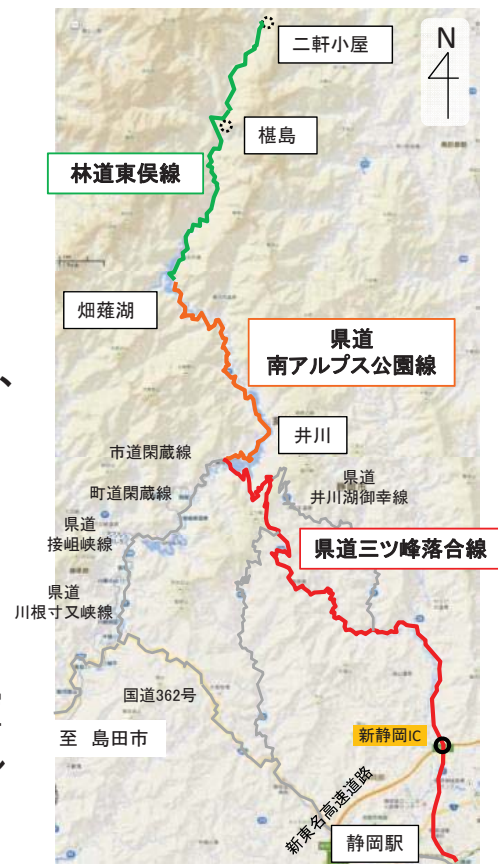 二軒小屋
N
椹島
林道東俣線
畑薙湖
県道
南アルプス公園線
、
井川
市道閑蔵線
県道
井川湖御幸線
町道閑蔵線
県道
接岨峡線
県道三ツ峰落合線
県道
川根寸又峡線
国道362号
至 島田市
新静岡IC
新東名高速道路
静岡駅